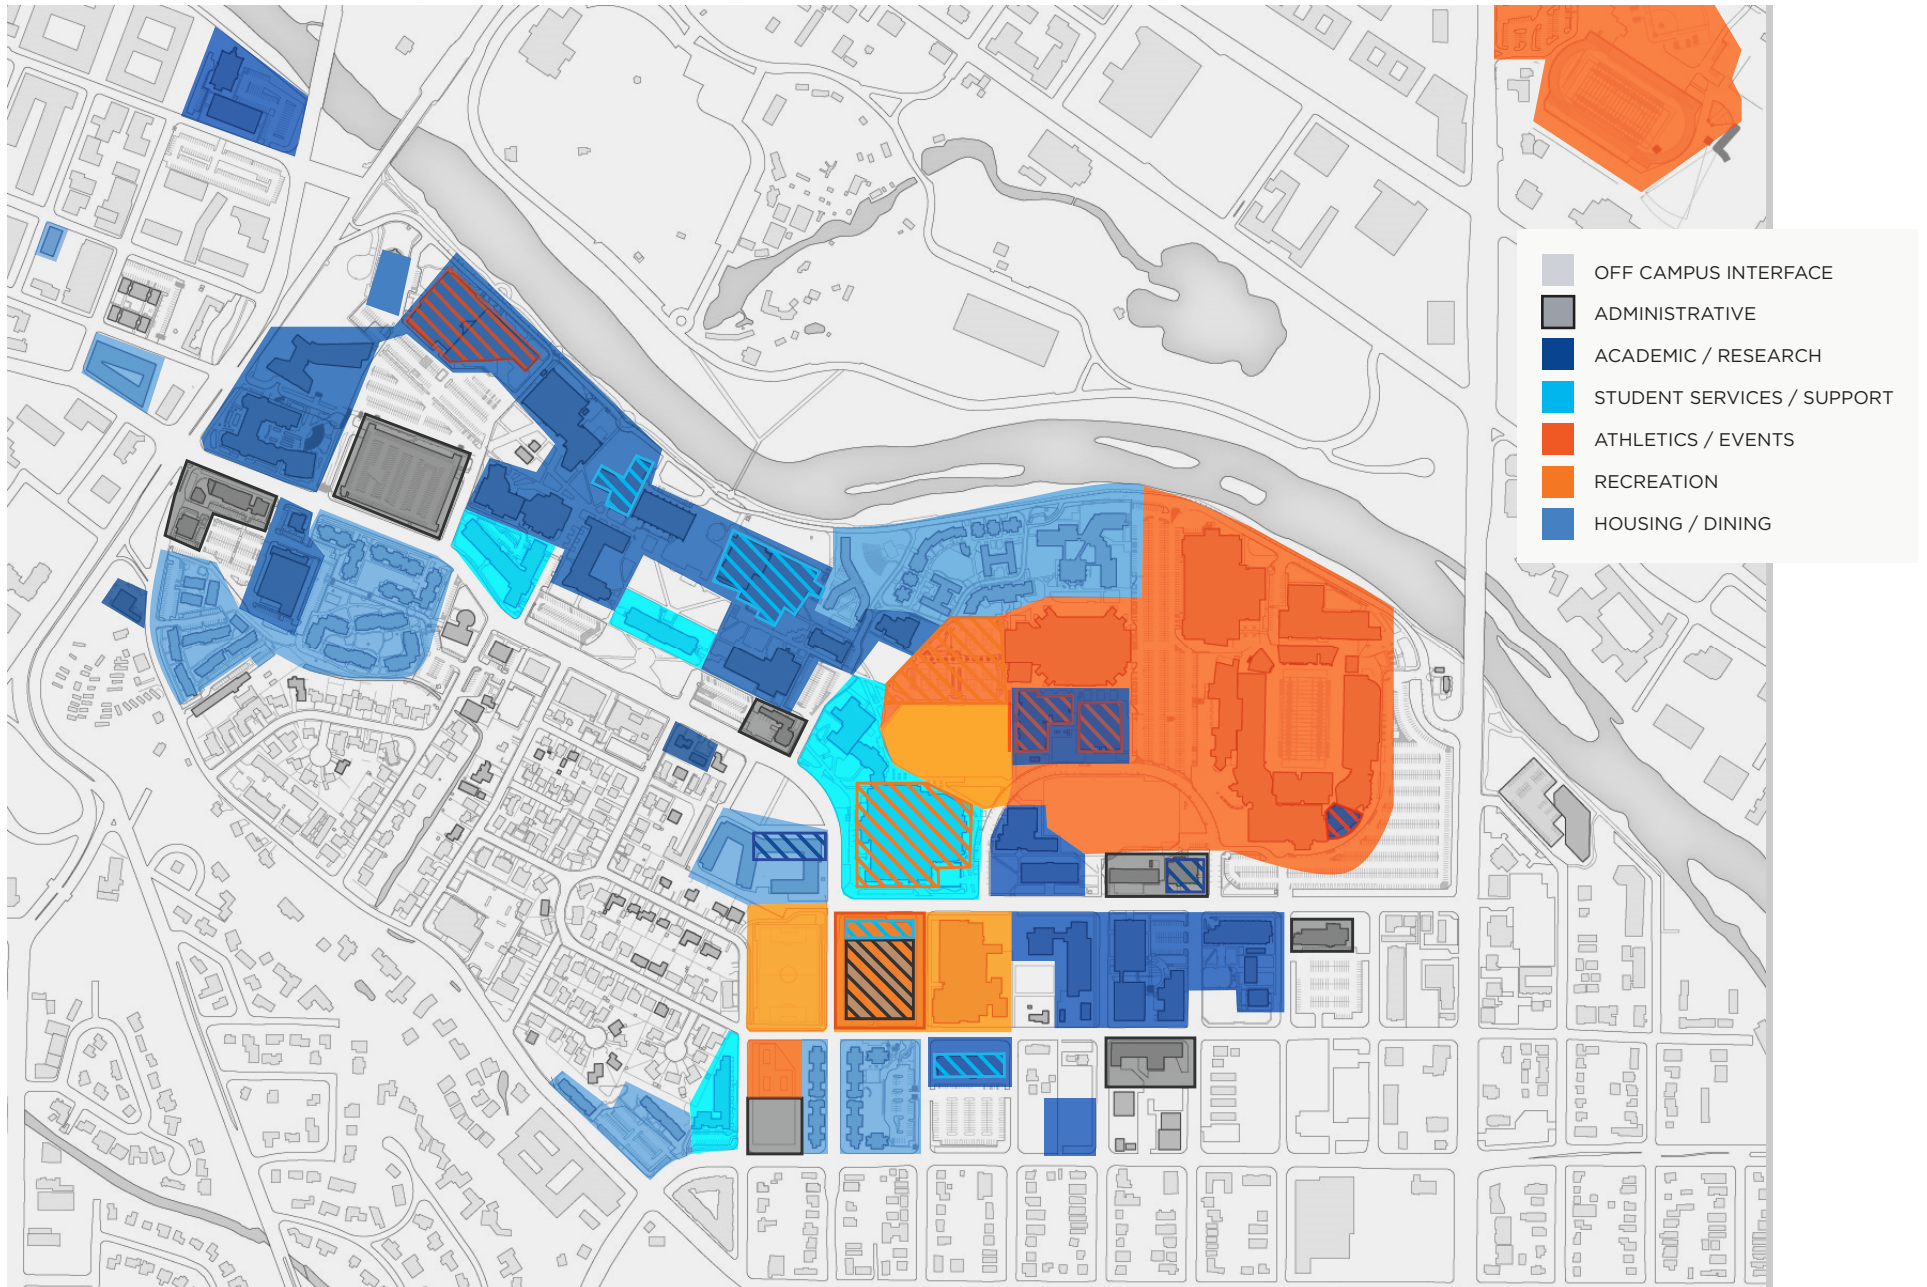 OFF CAMPUS INTERFACE
ADMINISTRATIVE
ACADEMIC / RESEARCH
STUDENT SERVICES / SUPPORT
ATHLETICS / EVENTS
RECREATION
HOUSING / DINING